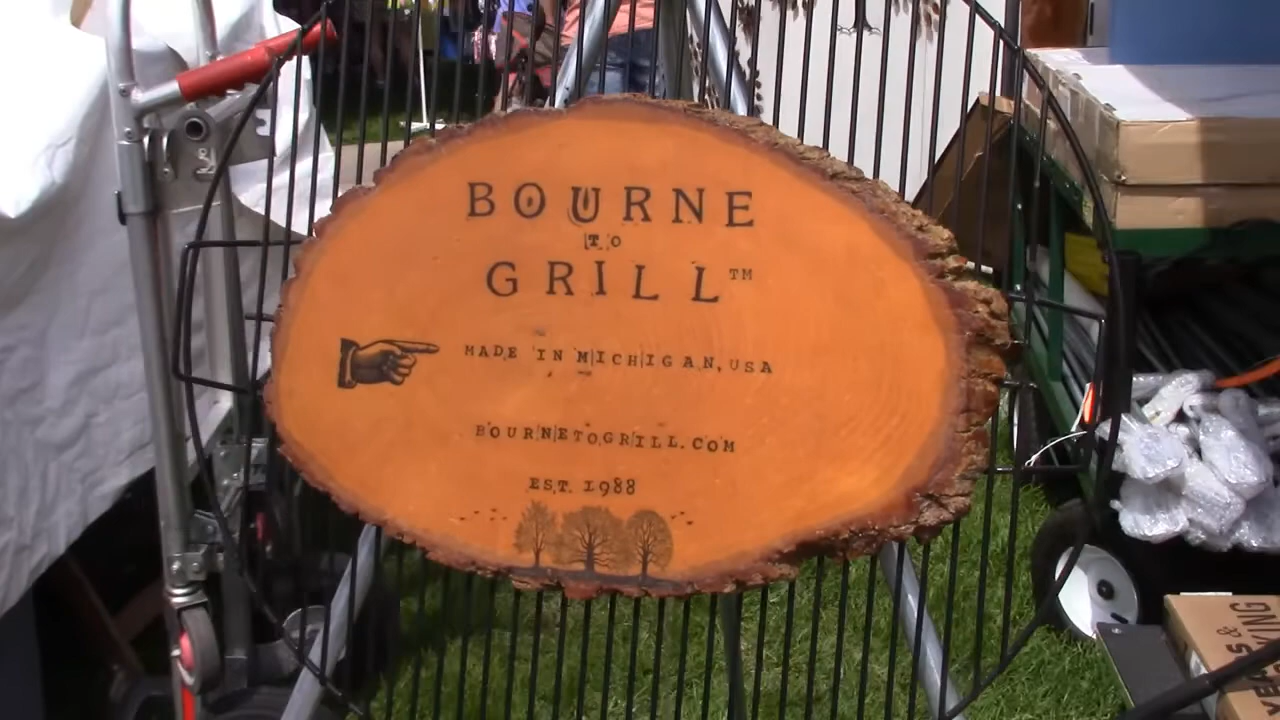 BOURNE
TO
GRILL™
MADE IN MICHIGAN, USA
BOURNETOGRILL.COM
EST. 1988